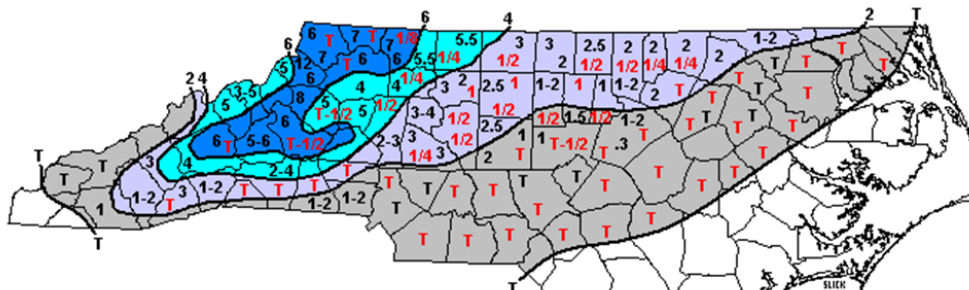 6 4 2 T
6 T 7 T 1/8 5.5 3 3 2.5 2 2 2 1-2 T
6 7 7 5.5 1/4 1/2 2 1/2 1/2 1/4 1/4 T
5 12 T 6 6 T T T
2 4 3-5 6 4 4 1/4 3 2 1 2.5 1 1-2 1 1 1-2 2 T T
5 5 8 T-1/2 5 1/2 3-4 1/2 1/2 1/2 1.5 1/2 1-2 T T T T
6 T 5-6 6 T-1/2 5 2-3 1/2 2.5 1 1 T-1/2 T .3 T T T
T T T 3 4 2-4 3 1/4 3 2 T T
T 1-2 3 1-2 T T T T T T T T T T T T
1 1-2 T 1-2 1-2 T T T T T T
T T T T T T T
T
SLICK